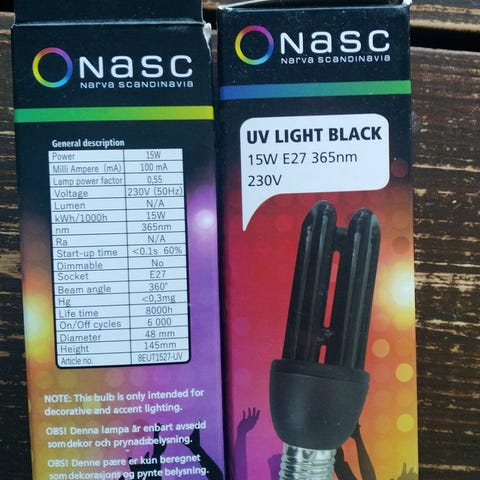 Nasc
NARVA SCANDINAVIA
General description
Power 15W
Milli Ampere (mA) 100 mA
Lamp power factor 0,55
Voltage 230V (50Hz)
Lumen N/A
kWh/1000h 15W
nm 365nm
Ra N/A
Start-up time <0.1s 60%
Dimmable No
Socket E27
Beam angle 360°
Hg <0,3mg
Life time 8000h
On/Off cycles 6 000
Diameter 48 mm
Height 145mm
Article no. 8EUT1527-UV
NOTE: This bulb is only intended for
decorative and accent lighting.
OBS! Denna lampa är enbart avsedd
som dekor och prynadsbelysning.
OBS! Denne pære er kun beregnet
som dekorasjons og pynte belysning.
Nasc
NARVA SCANDINAVIA
UV LIGHT BLACK
15W E27 365nm
230V